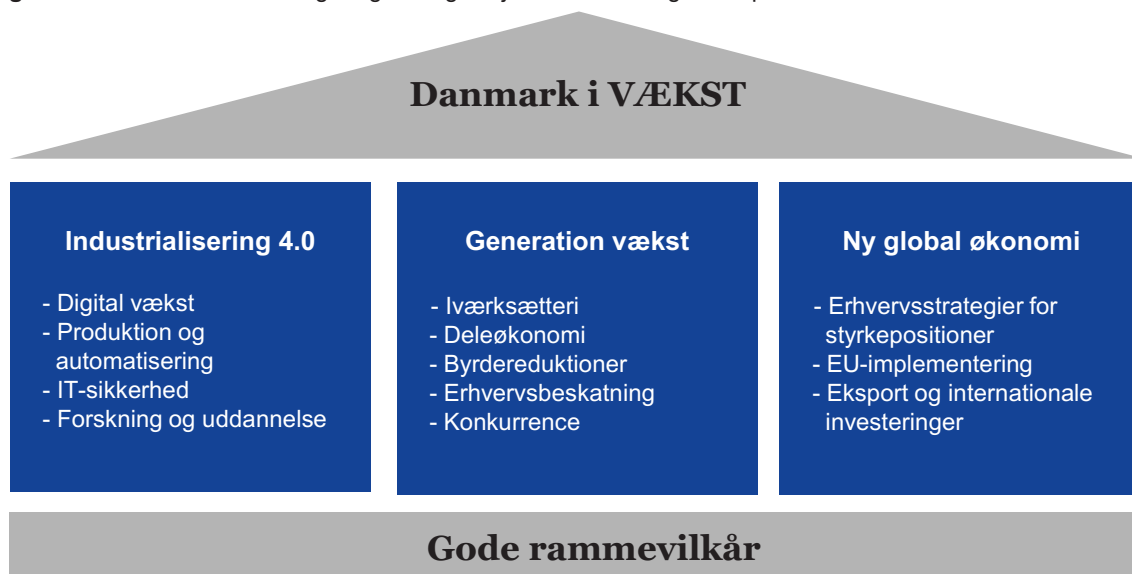 Danmark i VÆKST
Industrialisering 4.0
- Digital vækst
- Produktion og
automatisering
- IT-sikkerhed
- Forskning og uddannelse
Generation vækst
- Iværksætteri
- Deleøkonomi
- Byrdereduktioner
- Erhvervsbeskatning
- Konkurrence
Ny global økonomi
- Erhvervsstrategier for
styrkepositioner
- EU-implementering
- Eksport og internationale
investeringer
Gode rammevilkår